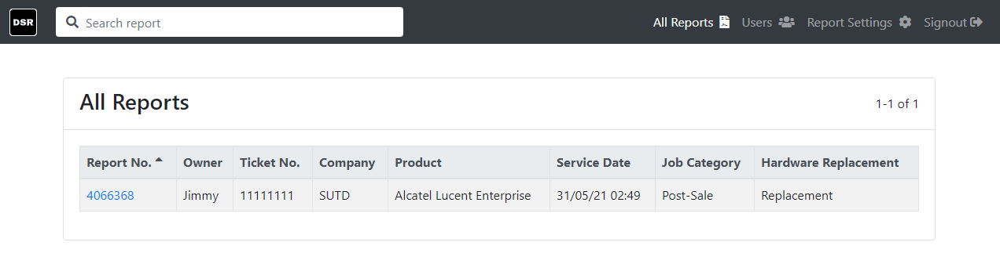 DSR Search report All Reports Users Report Settings Signout
All Reports 1-1 of 1
Report No. Owner Ticket No. Company Product Service Date Job Category Hardware Replacement
4066368 Jimmy 11111111 SUTD Alcatel Lucent Enterprise 31/05/21 02:49 Post-Sale Replacement